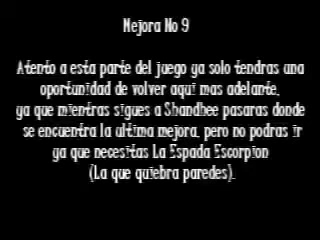 Mejora No 9
Atento a esta parte del juego ya solo tendras una
oportunidad de volver aqui mas adelante,
ya que mientras sigues a Shandhee pasaras donde
se encuentra la ultima mejora, pero no podras ir
ya que necesitas La Espada Escorpion
(La que quiebra paredes).